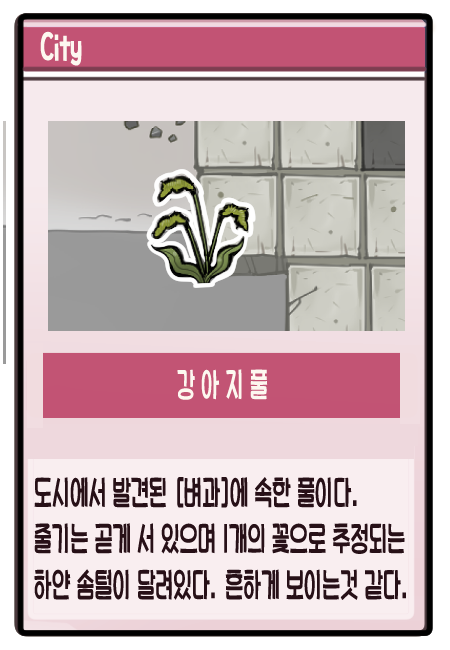 City
강아지풀
도시에서 발견된 [벼과]에 속한 풀이다.
줄기는 곧게 서 있으며 1개의 꽃으로 추정되는
하얀 솜털이 달려있다. 흔하게 보이는것 같다.